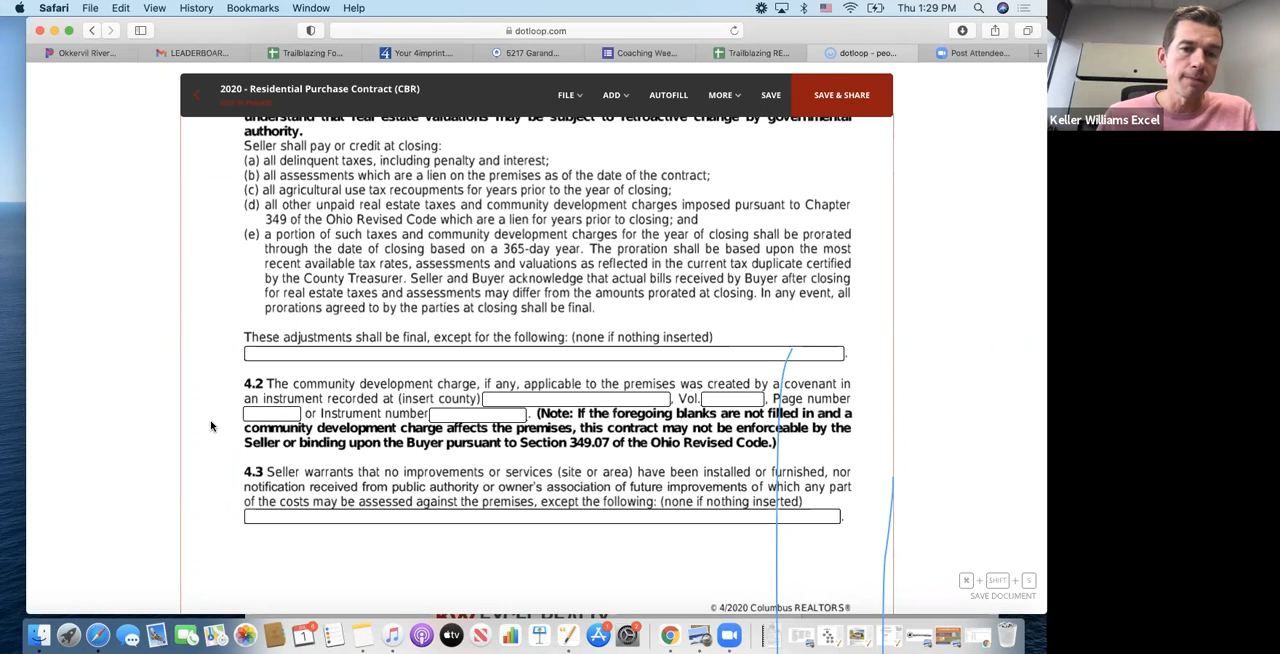 Safari File Edit View History Bookmarks Window Help
Thu 1:29 PM
dotloop.com
Okkervil River...
LEADERBOAR...
Trailblazing Fo...
Your 4imprint...
5217 Garand...
Coaching Wee...
Trailblazing RE...
dotloop - peo...
Post Attendee...
2020 - Residential Purchase Contract (CBR)
FILE ADD AUTOFILL MORE SAVE SAVE & SHARE
understand that real estate valuations may be subject to retroactive change by governmental
authority.
Seller shall pay or credit at closing:
(a) all delinquent taxes, including penalty and interest;
(b) all assessments which are a lien on the premises as of the date of the contract;
(c) all agricultural use tax recoupments for years prior to the year of closing;
(d) all other unpaid real estate taxes and community development charges imposed pursuant to Chapter
349 of the Ohio Revised Code which are a lien for years prior to closing; and
(e) a portion of such taxes and community development charges for the year of closing shall be prorated
through the date of closing based on a 365-day year. The proration shall be based upon the most
recent available tax rates, assessments and valuations as reflected in the current tax duplicate certified
by the County Treasurer. Seller and Buyer acknowledge that actual bills received by Buyer after closing
for real estate taxes and assessments may differ from the amounts prorated at closing. In any event, all
prorations agreed to by the parties at closing shall be final.
These adjustments shall be final, except for the following: (none if nothing inserted)
.
4.2 The community development charge, if any, applicable to the premises was created by a covenant in
an instrument recorded at (insert county) , Vol. , Page number
or Instrument number . (Note: If the foregoing blanks are not filled in and a
community development charge affects the premises, this contract may not be enforceable by the
Seller or binding upon the Buyer pursuant to Section 349.07 of the Ohio Revised Code.)
4.3 Seller warrants that no improvements or services (site or area) have been installed or furnished, nor
notification received from public authority or owner's association of future improvements of which any part
of the costs may be assessed against the premises, except the following: (none if nothing inserted)
.
⌘ + SHIFT + S
SAVE DOCUMENT
© 4/2020 Columbus REALTORS®
Keller Williams Excel